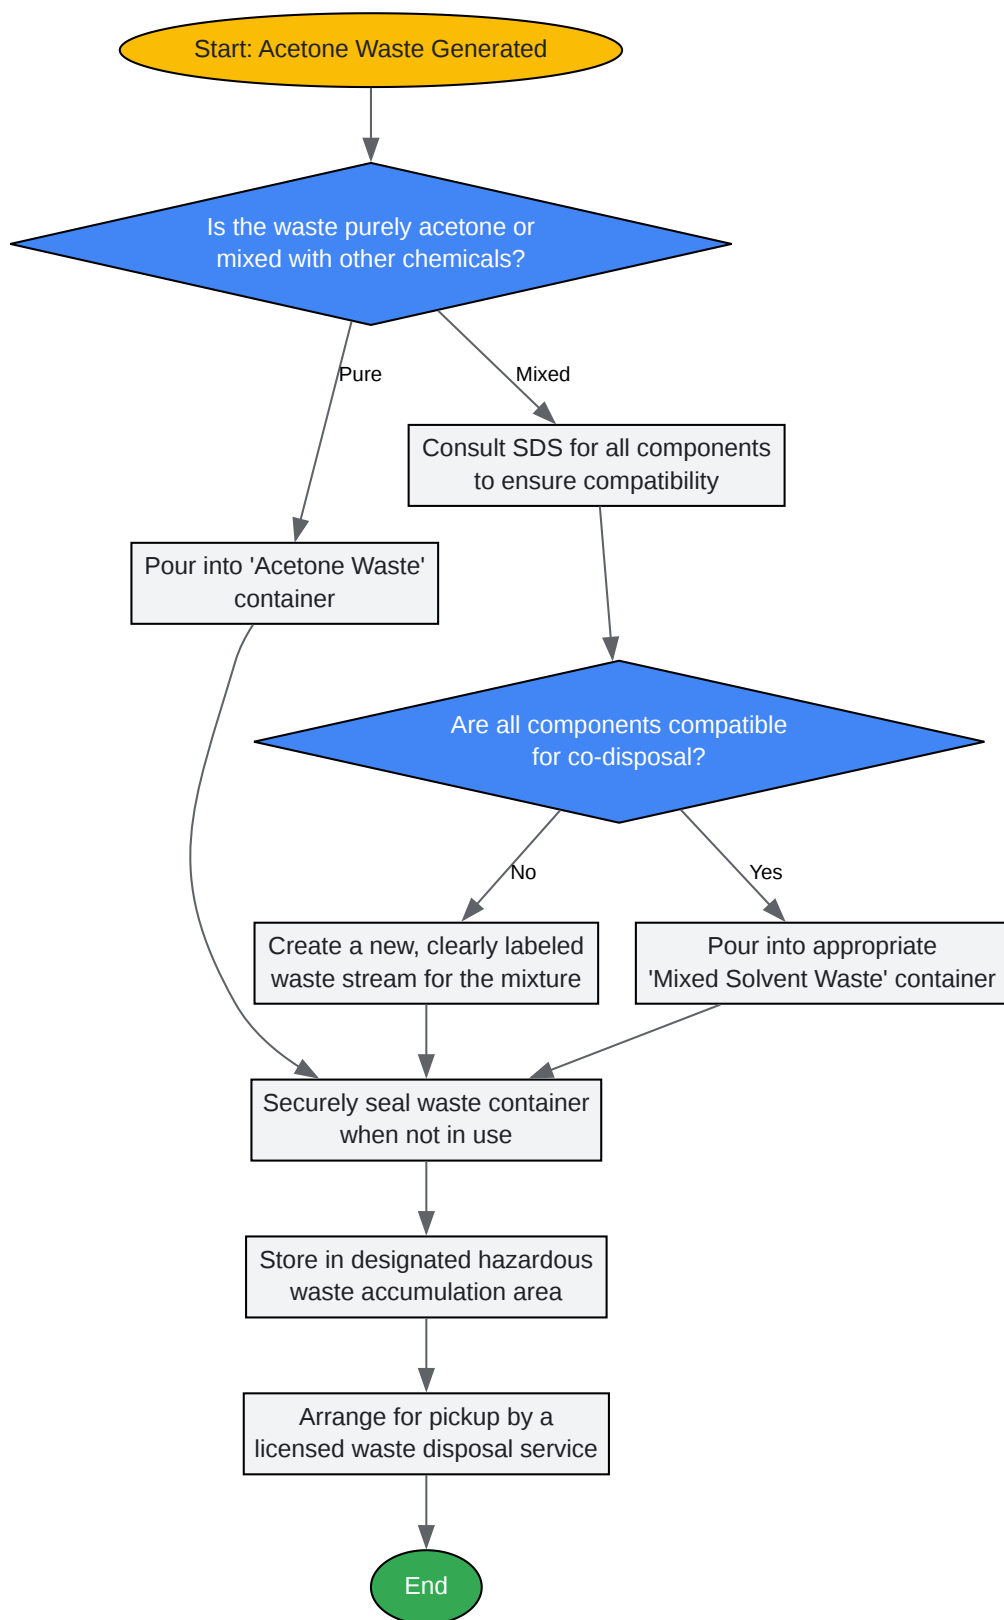 Start: Acetone Waste Generated
Is the waste purely acetone or
mixed with other chemicals?
Pure
Mixed
Consult SDS for all components
to ensure compatibility
Pour into 'Acetone Waste'
container
Are all components compatible
for co-disposal?
No
Yes
Create a new, clearly labeled
waste stream for the mixture
Pour into appropriate
'Mixed Solvent Waste' container
Securely seal waste container
when not in use
Store in designated hazardous
waste accumulation area
Arrange for pickup by a
licensed waste disposal service
End